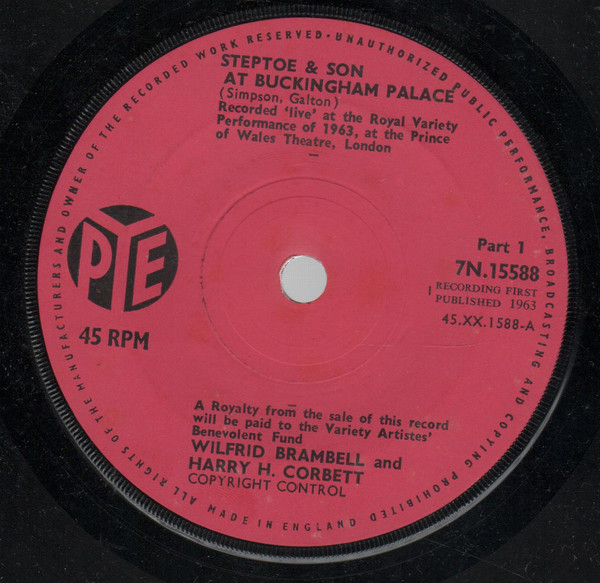 ALL RIGHTS OF THE MANUFACTURERS AND OWNER OF THE RECORDED WORK RESERVED · UNAUTHORIZED PUBLIC PERFORMANCE, BROADCASTING AND COPYING PROHIBITED
STEPTOE & SON
AT BUCKINGHAM PALACE
(Simpson, Galton)
Recorded 'live' at the Royal Variety
Performance of 1963, at the Prince
of Wales Theatre, London
PYE
45 RPM
Part 1
7N.15588
RECORDING FIRST
PUBLISHED 1963
45.XX.1588-A
A Royalty from the sale of this record
will be paid to the Variety Artistes'
Benevolent Fund
WILFRID BRAMBELL and
HARRY H. CORBETT
COPYRIGHT CONTROL
MADE IN ENGLAND